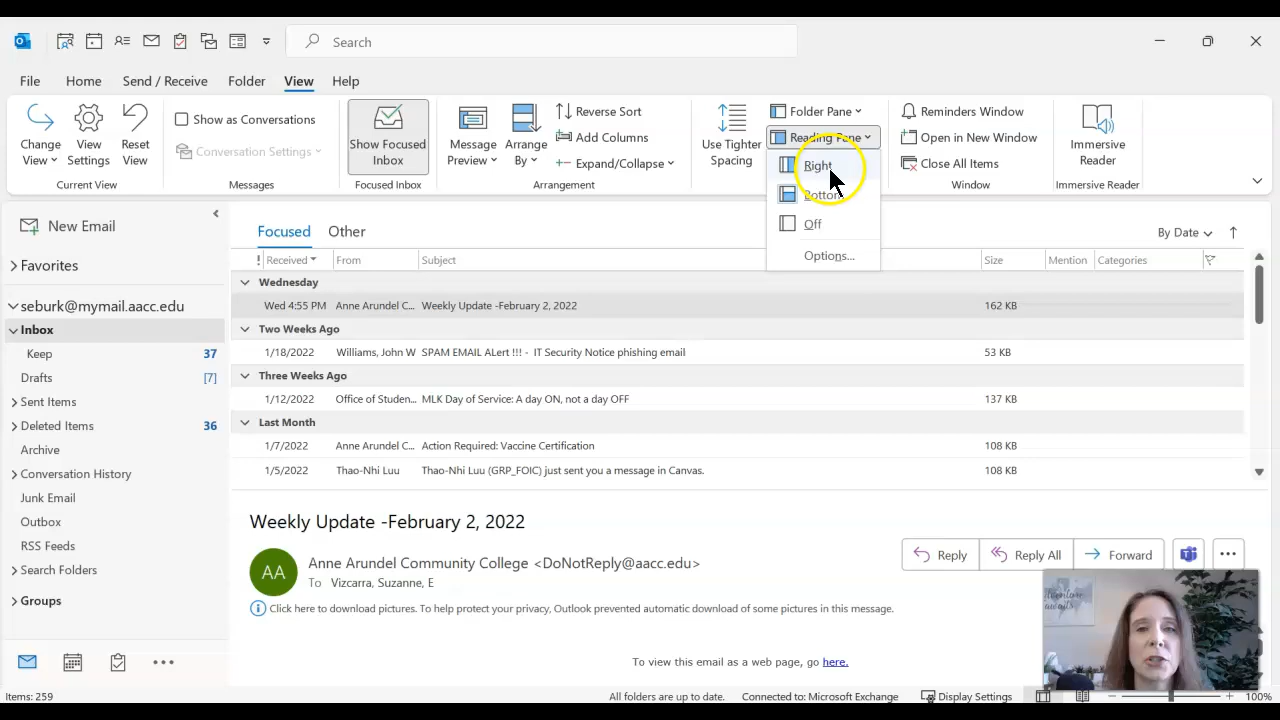 Search
File Home Send / Receive Folder View Help
Change View
View Settings
Reset View
Current View
Show as Conversations
Conversation Settings
Messages
Show Focused Inbox
Focused Inbox
Message Preview
Arrange By
Reverse Sort
Add Columns
Expand/Collapse
Arrangement
Use Tighter Spacing
Folder Pane
Reading Pane
Right
Bottom
Off
Options...
Reminders Window
Open in New Window
Close All Items
Window
Immersive Reader
Immersive Reader
New Email
Favorites
seburk@mymail.aacc.edu
Inbox
Keep 37
Drafts [7]
Sent Items
Deleted Items 36
Archive
Conversation History
Junk Email
Outbox
RSS Feeds
Search Folders
Groups
Focused Other By Date
! Received From Subject Size Mention Categories
Wednesday
Wed 4:55 PM Anne Arundel C... Weekly Update -February 2, 2022 162 KB
Two Weeks Ago
1/18/2022 Williams, John W SPAM EMAIL ALert !!! - IT Security Notice phishing email 53 KB
Three Weeks Ago
1/12/2022 Office of Studen... MLK Day of Service: A day ON, not a day OFF 137 KB
Last Month
1/7/2022 Anne Arundel C... Action Required: Vaccine Certification 108 KB
1/5/2022 Thao-Nhi Luu Thao-Nhi Luu (GRP_FOIC) just sent you a message in Canvas. 108 KB
Weekly Update -February 2, 2022
AA
Anne Arundel Community College <DoNotReply@aacc.edu>
To Vizcarra, Suzanne, E
Reply Reply All Forward
Click here to download pictures. To help protect your privacy, Outlook prevented automatic download of some pictures in this message.
To view this email as a web page, go here.
Items: 259 All folders are up to date. Connected to: Microsoft Exchange Display Settings 100%